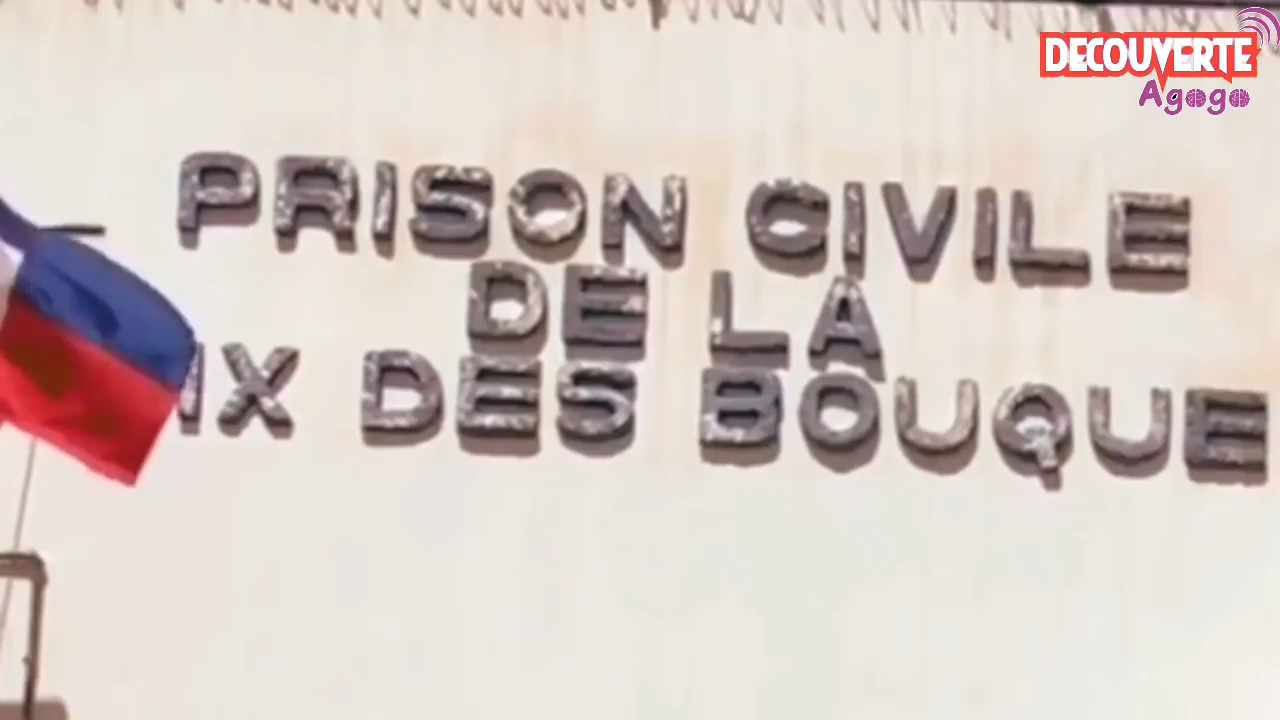 DECOUVERTE
Agogo
PRISON CIVILE
DE LA
IX DES BOUQUE